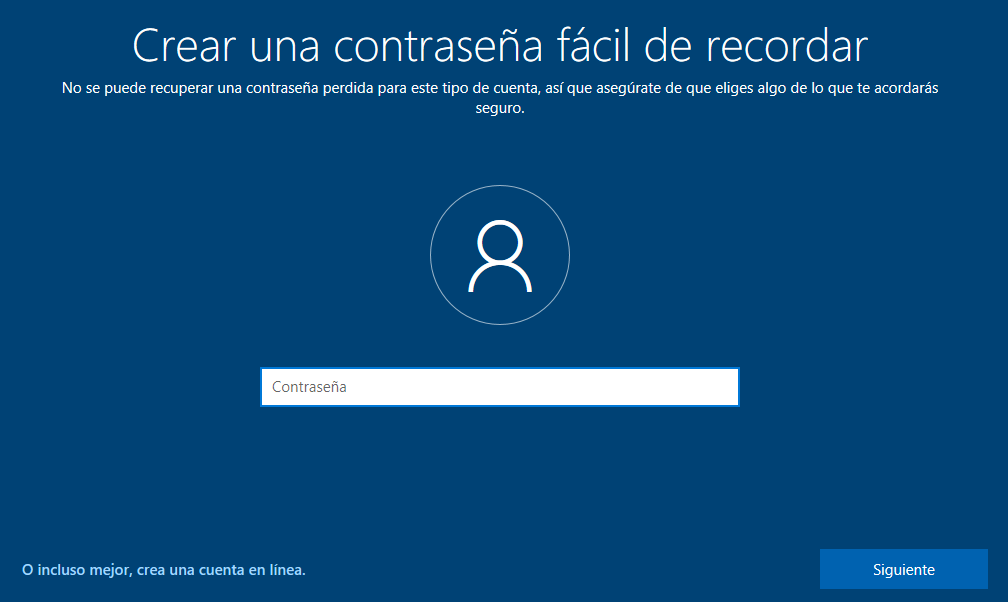 Crear una contraseña fácil de recordar
No se puede recuperar una contraseña perdida para este tipo de cuenta, así que asegúrate de que eliges algo de lo que te acordarás
seguro.
Contraseña
O incluso mejor, crea una cuenta en línea.
Siguiente